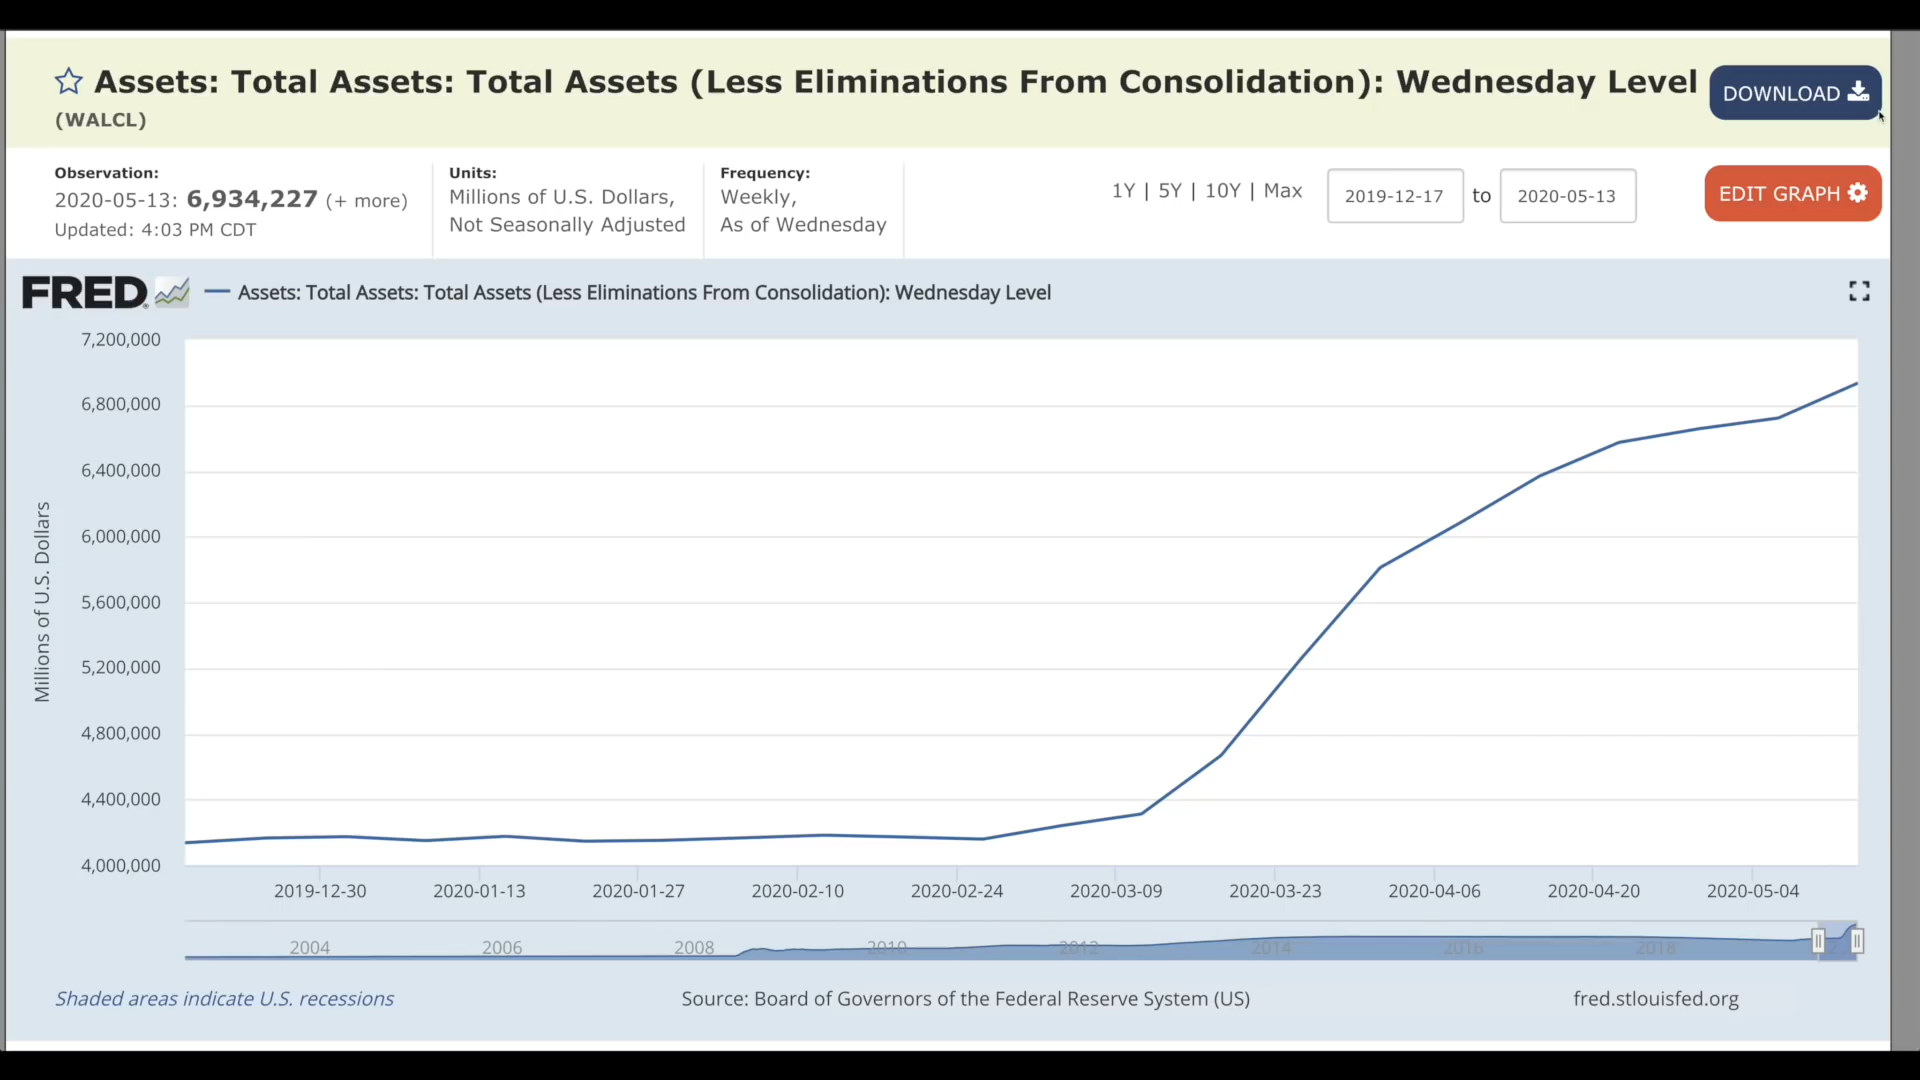 Assets: Total Assets: Total Assets (Less Eliminations From Consolidation): Wednesday Level
(WALCL)
DOWNLOAD
Observation:
2020-05-13: 6,934,227 (+ more)
Updated: 4:03 PM CDT
Units:
Millions of U.S. Dollars,
Not Seasonally Adjusted
Frequency:
Weekly,
As of Wednesday
1Y | 5Y | 10Y | Max
2019-12-17 to 2020-05-13
EDIT GRAPH
FRED
Assets: Total Assets: Total Assets (Less Eliminations From Consolidation): Wednesday Level
Millions of U.S. Dollars
7,200,000
6,800,000
6,400,000
6,000,000
5,600,000
5,200,000
4,800,000
4,400,000
4,000,000
2019-12-30 2020-01-13 2020-01-27 2020-02-10 2020-02-24 2020-03-09 2020-03-23 2020-04-06 2020-04-20 2020-05-04
2004 2006 2008 2010 2012 2014 2016 2018
Shaded areas indicate U.S. recessions
Source: Board of Governors of the Federal Reserve System (US)
fred.stlouisfed.org